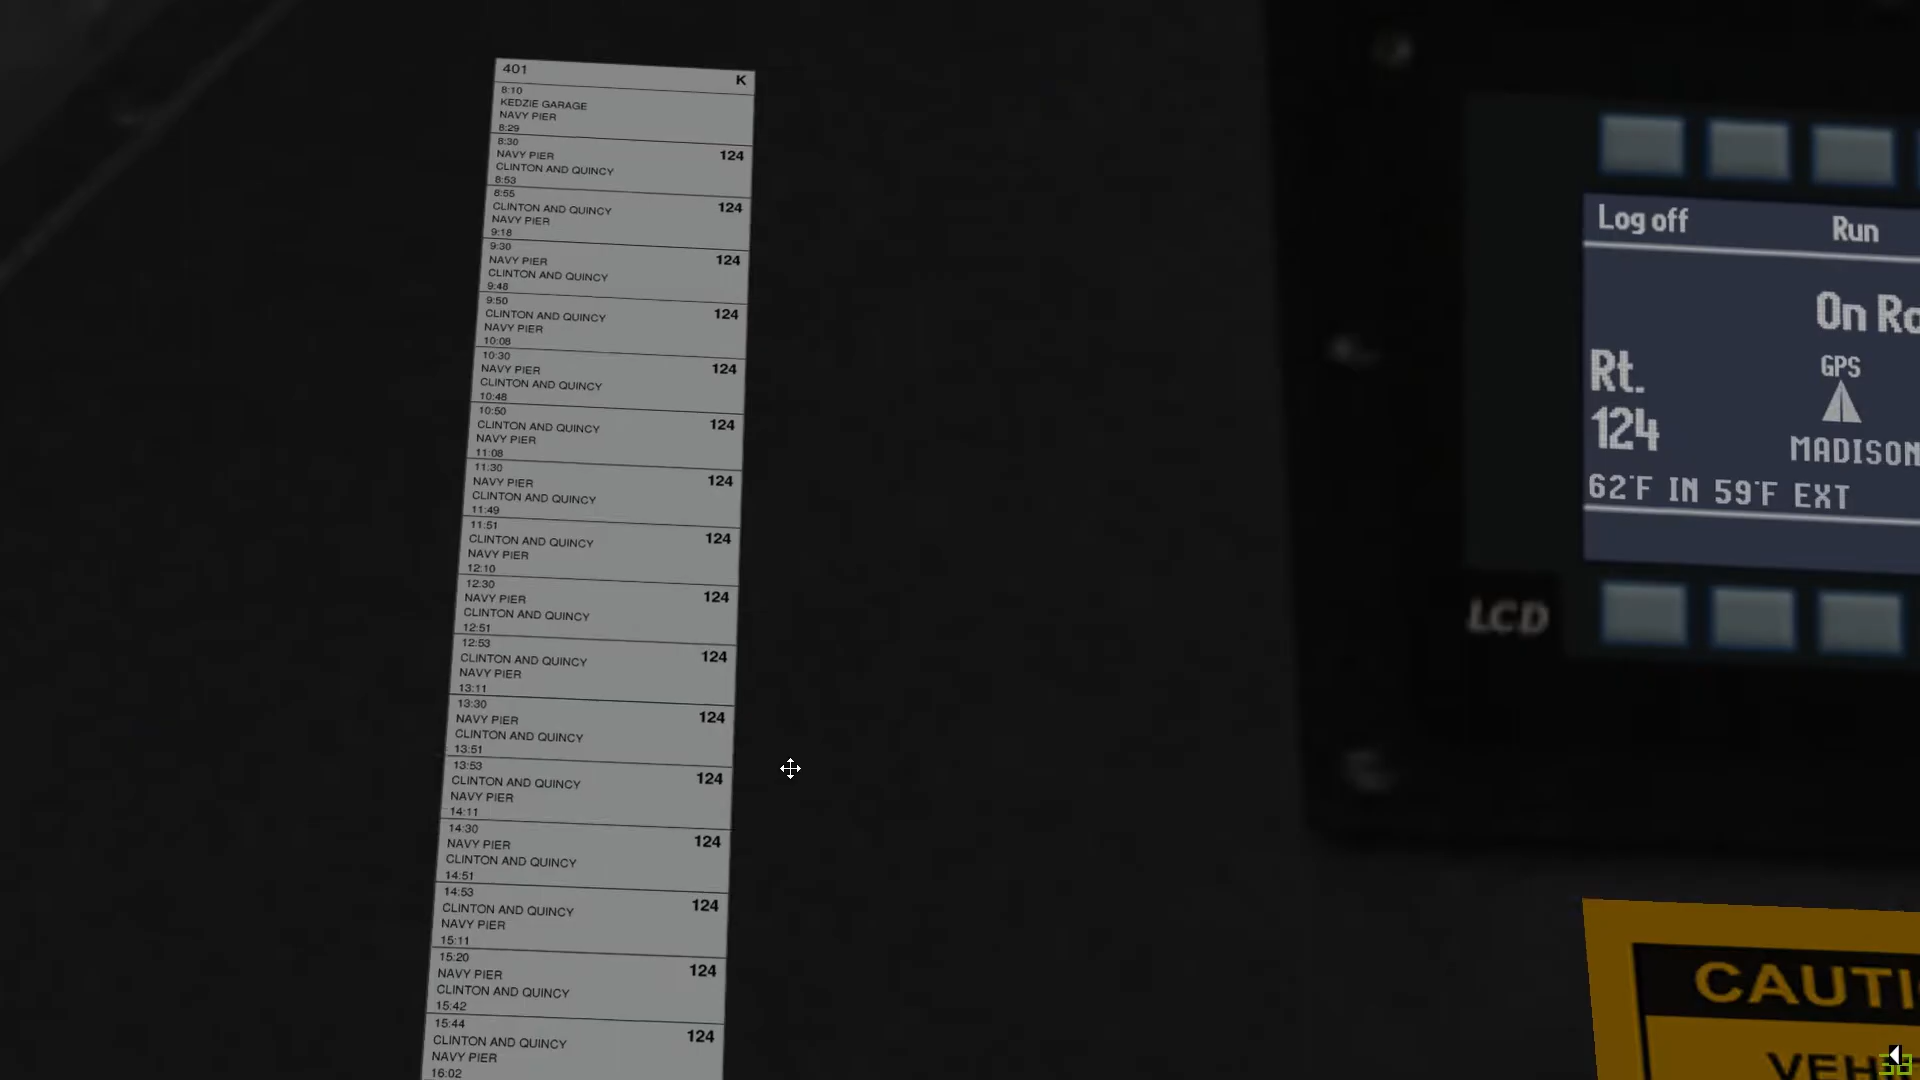 401 K
8:10
KEDZIE GARAGE
NAVY PIER
8:29
8:30
NAVY PIER 124
CLINTON AND QUINCY
8:53
8:55
CLINTON AND QUINCY 124
NAVY PIER
9:18
9:30
NAVY PIER 124
CLINTON AND QUINCY
9:48
9:50
CLINTON AND QUINCY 124
NAVY PIER
10:08
10:30
NAVY PIER 124
CLINTON AND QUINCY
10:48
10:50
CLINTON AND QUINCY 124
NAVY PIER
11:08
11:30
NAVY PIER 124
CLINTON AND QUINCY
11:49
11:51
CLINTON AND QUINCY 124
NAVY PIER
12:10
12:30
NAVY PIER 124
CLINTON AND QUINCY
12:51
12:53
CLINTON AND QUINCY 124
NAVY PIER
13:11
13:30
NAVY PIER 124
CLINTON AND QUINCY
13:51
13:53
CLINTON AND QUINCY 124
NAVY PIER
14:11
14:30
NAVY PIER 124
CLINTON AND QUINCY
14:51
14:53
CLINTON AND QUINCY 124
NAVY PIER
15:11
15:20
NAVY PIER 124
CLINTON AND QUINCY
15:42
15:44
CLINTON AND QUINCY 124
NAVY PIER
16:02
Log off Run
On Ro
Rt. GPS
124
MADISON
62°F IN 59°F EXT
LCD
CAUTI
VEH